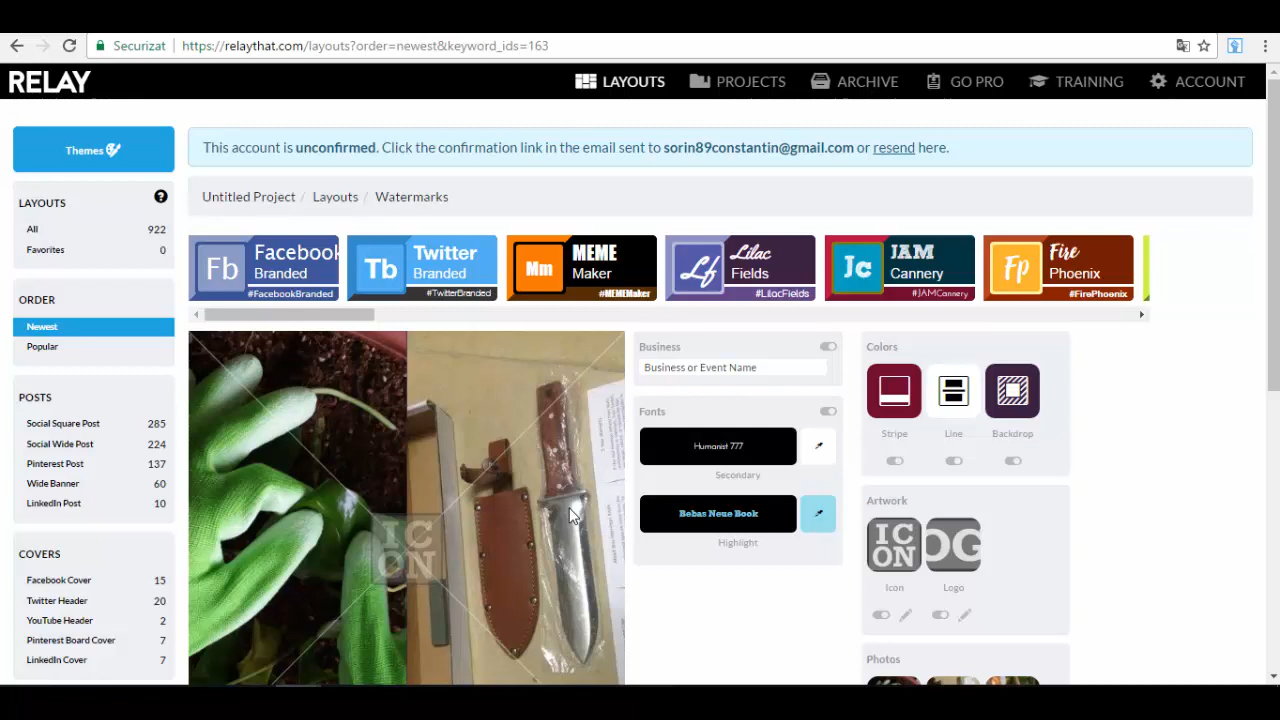 Securizat
https://relaythat.com/layouts?order=newest&keyword_ids=163
RELAY
LAYOUTS
PROJECTS
ARCHIVE
GO PRO
TRAINING
ACCOUNT
Themes
This account is unconfirmed. Click the confirmation link in the email sent to sorin89constantin@gmail.com or resend here.
LAYOUTS
All 922
Favorites 0
ORDER
Newest
Popular
POSTS
Social Square Post 285
Social Wide Post 224
Pinterest Post 137
Wide Banner 60
LinkedIn Post 10
COVERS
Facebook Cover 15
Twitter Header 20
YouTube Header 2
Pinterest Board Cover 7
LinkedIn Cover 7
Untitled Project / Layouts / Watermarks
Fb
Facebook
Branded
#FacebookBranded
Tb
Twitter
Branded
#TwitterBranded
Mm
MEME
Maker
#MEMEMaker
Lf
Lilac
Fields
#LilacFields
Jc
JAM
Cannery
#JAMCannery
Fp
Fire
Phoenix
#FirePhoenix
ICON
Business
Business or Event Name
Fonts
Humanist 777
Secondary
Bebas Neue Book
Highlight
Colors
Stripe
Line
Backdrop
Artwork
ICON
OG
Icon
Logo
Photos